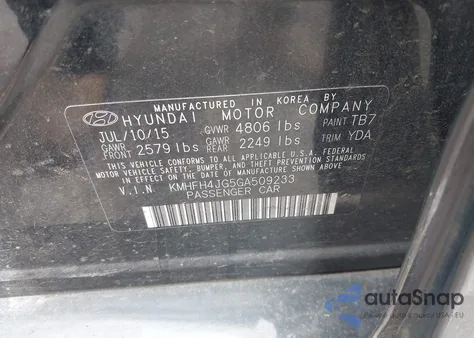 MANUFACTURED IN KOREA BY
HYUNDAI MOTOR COMPANY
JUL/10/15 GVWR 4806 lbs PAINT TB7
GAWR FRONT 2579 lbs GAWR REAR 2249 lbs TRIM YDA
THIS VEHICLE CONFORMS TO ALL APPLICABLE U.S.A. FEDERAL
MOTOR VEHICLE SAFETY, BUMPER, AND THEFT PREVENTION STANDARDS
IN EFFECT ON THE DATE OF MANUFACTURE SHOWN ABOVE.
V.I.N KMHFH4JG5GA509233
PASSENGER CAR
autoSnap